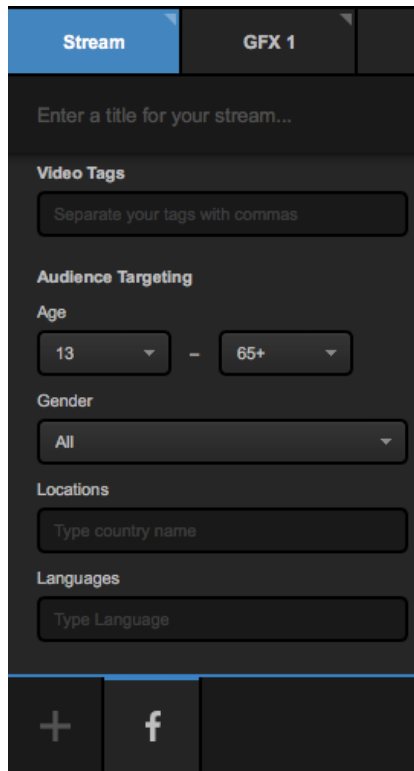 Stream GFX 1
Enter a title for your stream...
Video Tags
Separate your tags with commas
Audience Targeting
Age
13 – 65+
Gender
All
Locations
Type country name
Languages
Type Language
+ f